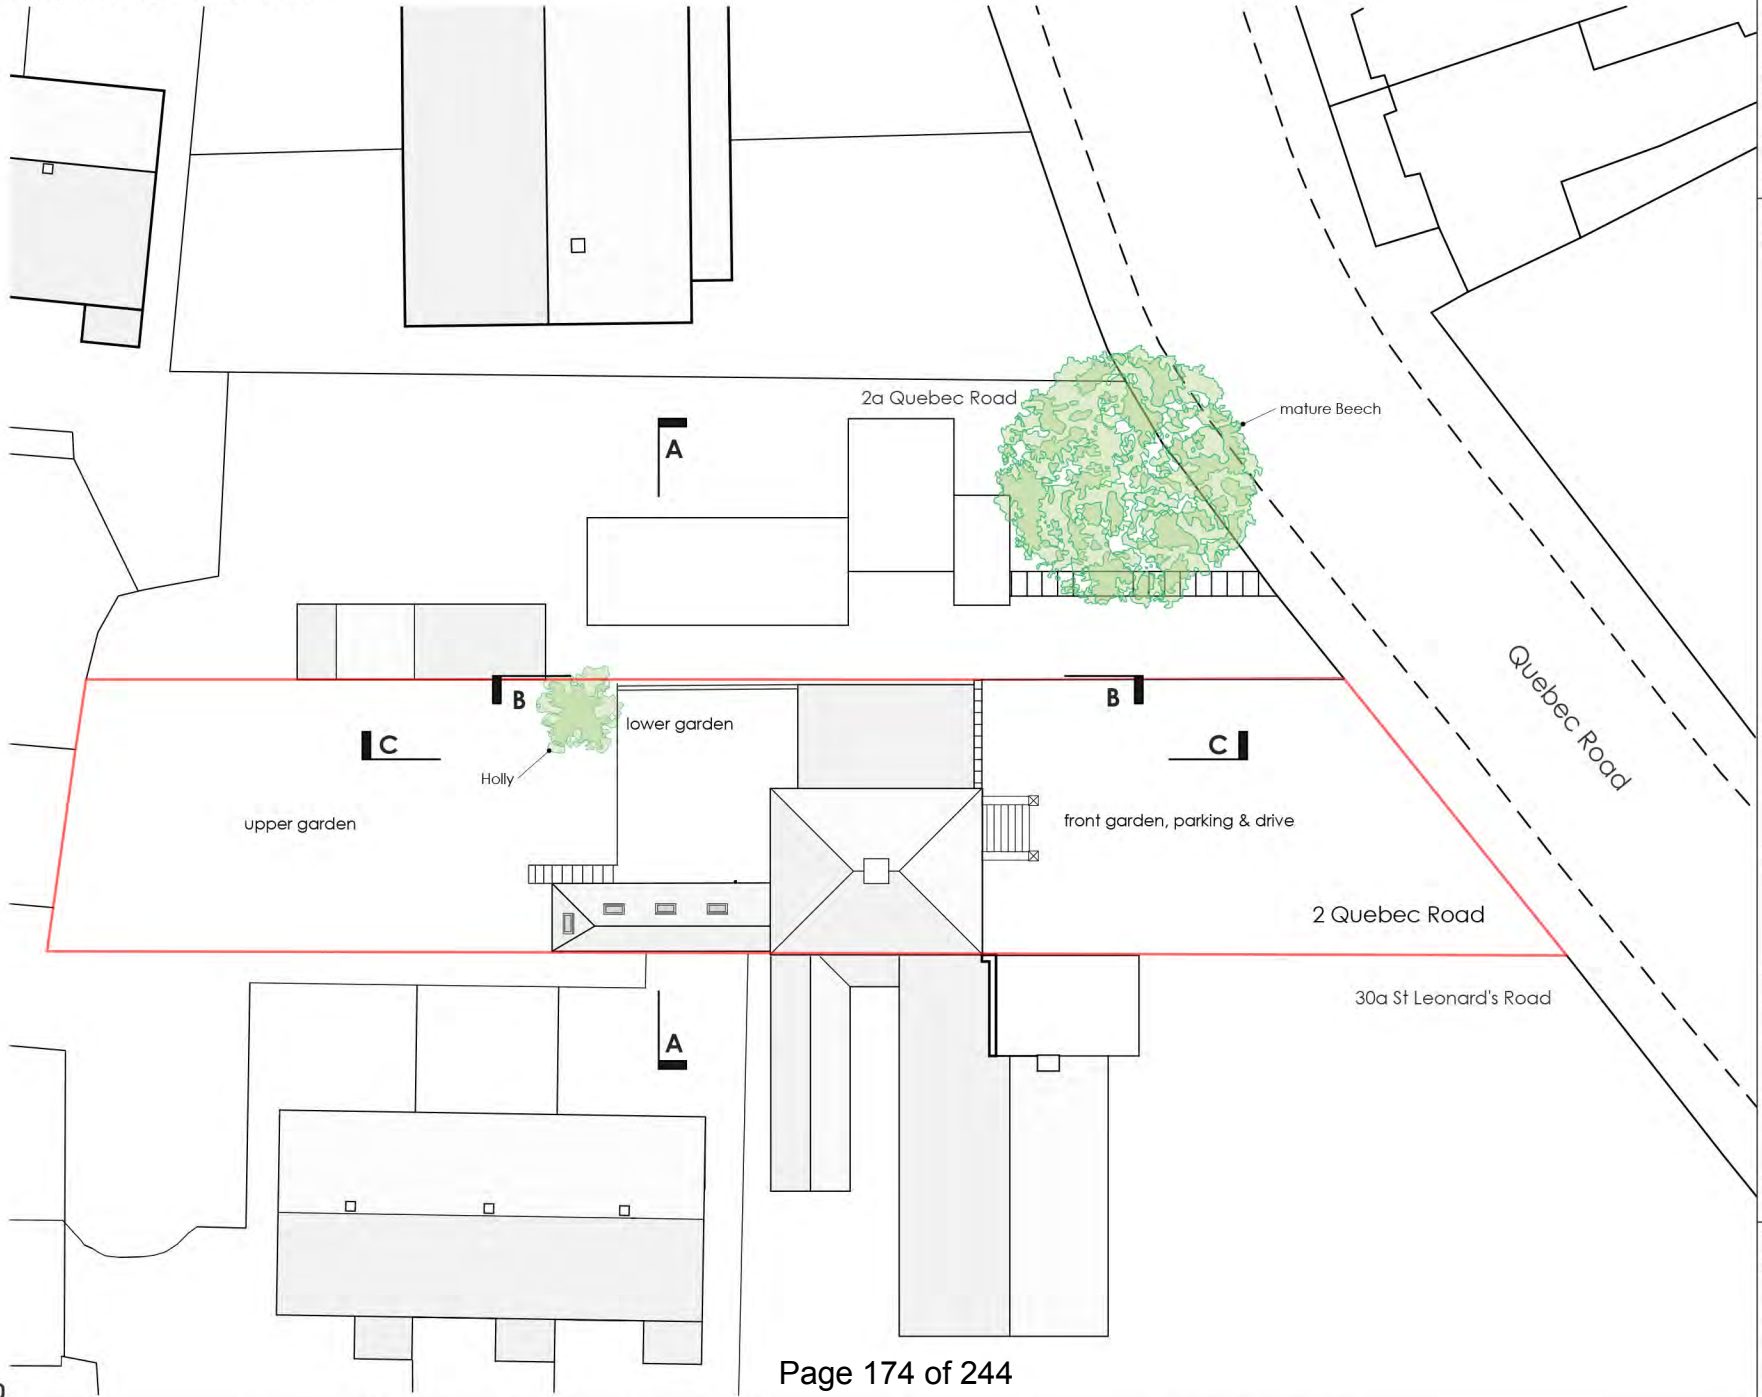 2a Quebec Road
mature Beech
A
B
B
lower garden
C
C
Holly
upper garden
front garden, parking & drive
Quebec Road
2 Quebec Road
30a St Leonard's Road
A
Page 174 of 244